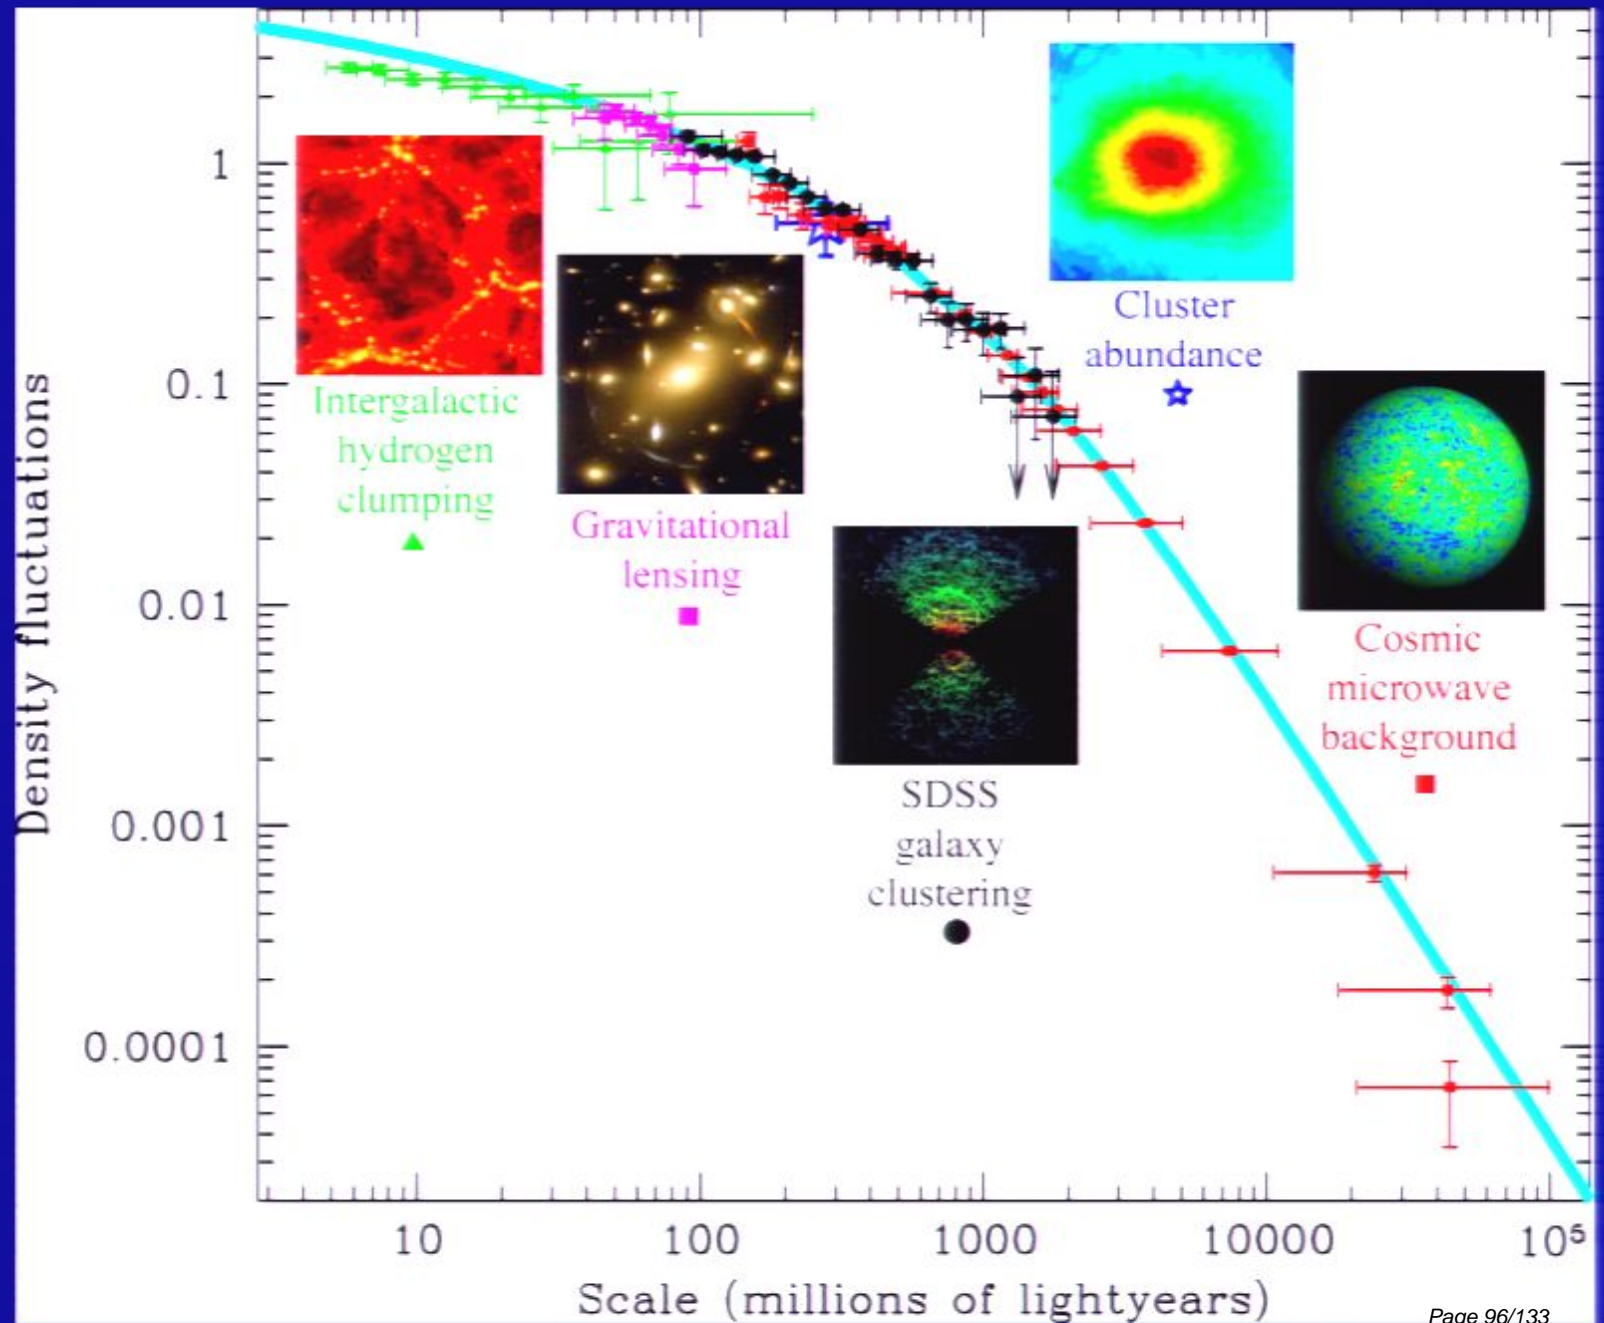 Density fluctuations
1
0.1
0.01
0.001
0.0001
Intergalactic
hydrogen
clumping
Gravitational
lensing
SDSS
galaxy
clustering
Cluster
abundance
Cosmic
microwave
background
10
100
1000
10000
10⁵
Scale (millions of lightyears)
Page 96/133